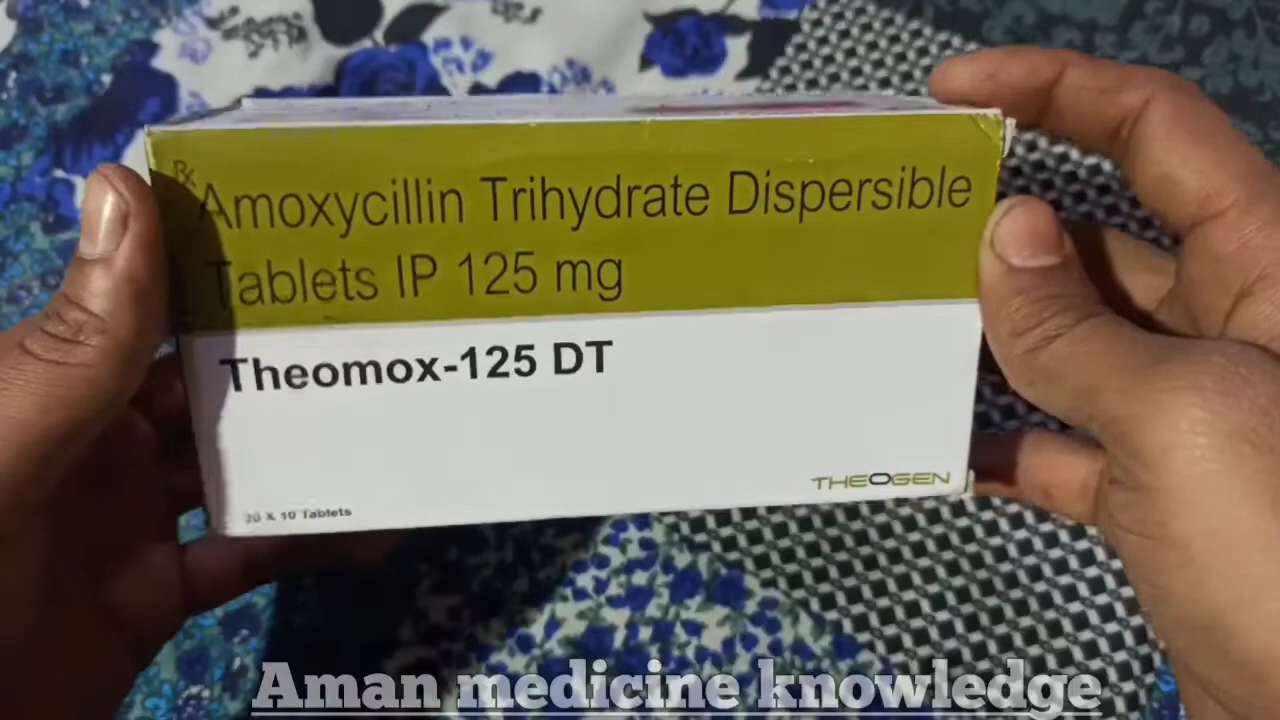 Rx
Amoxycillin Trihydrate Dispersible
Tablets IP 125 mg
Theomox-125 DT
THEOGEN
X 10 Tablets
Aman medicine knowledge